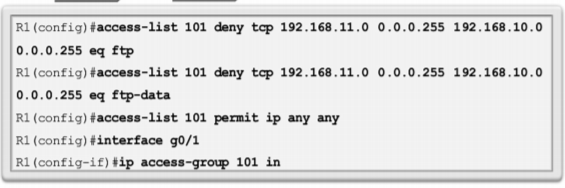 R1(config)#access-list 101 deny tcp 192.168.11.0 0.0.0.255 192.168.10.0
0.0.0.255 eq ftp
R1(config)#access-list 101 deny tcp 192.168.11.0 0.0.0.255 192.168.10.0
0.0.0.255 eq ftp-data
R1(config)#access-list 101 permit ip any any
R1(config)#interface g0/1
R1(config-if)#ip access-group 101 in